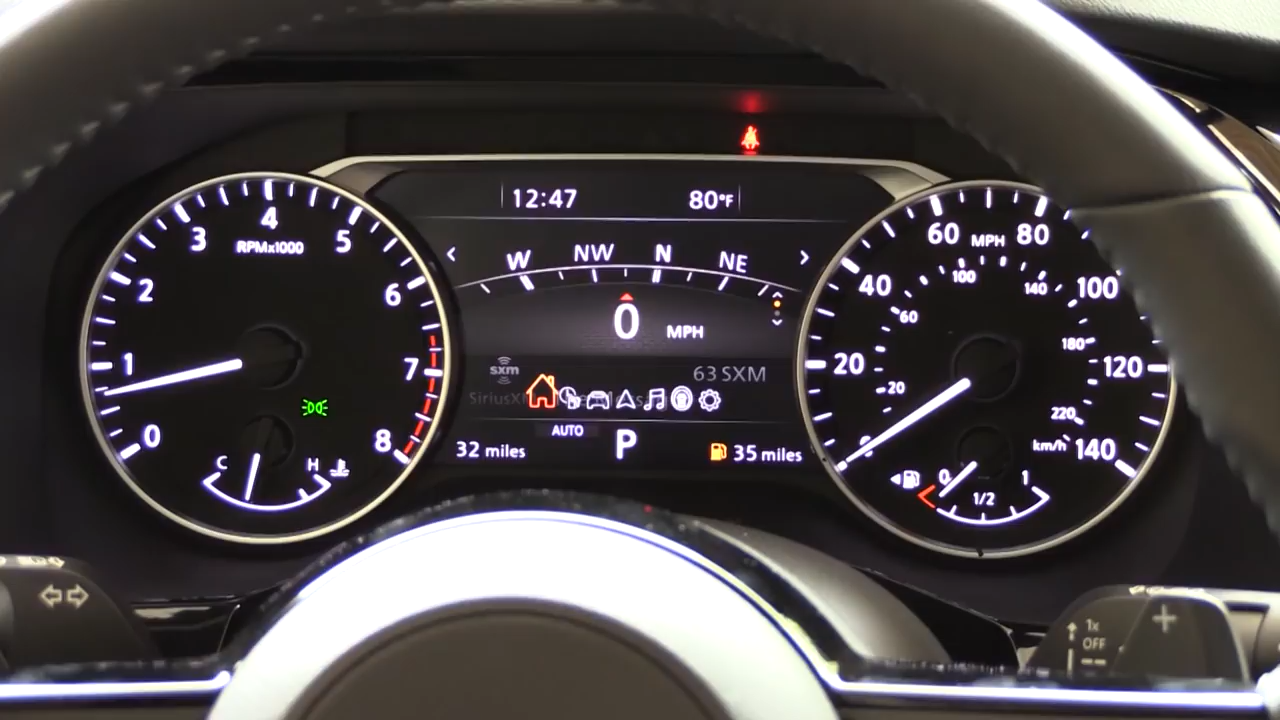 12:47
80°F
W NW N NE
0 MPH
sxm
63 SXM
SiriusX
AUTO
32 miles
P
35 miles
RPMx1000
0
1
2
3
4
5
6
7
8
C H
MPH
0
20
40
60
80
100
120
140
20
60
100
140
180
220
km/h
0 1/2 1
1x
OFF
+